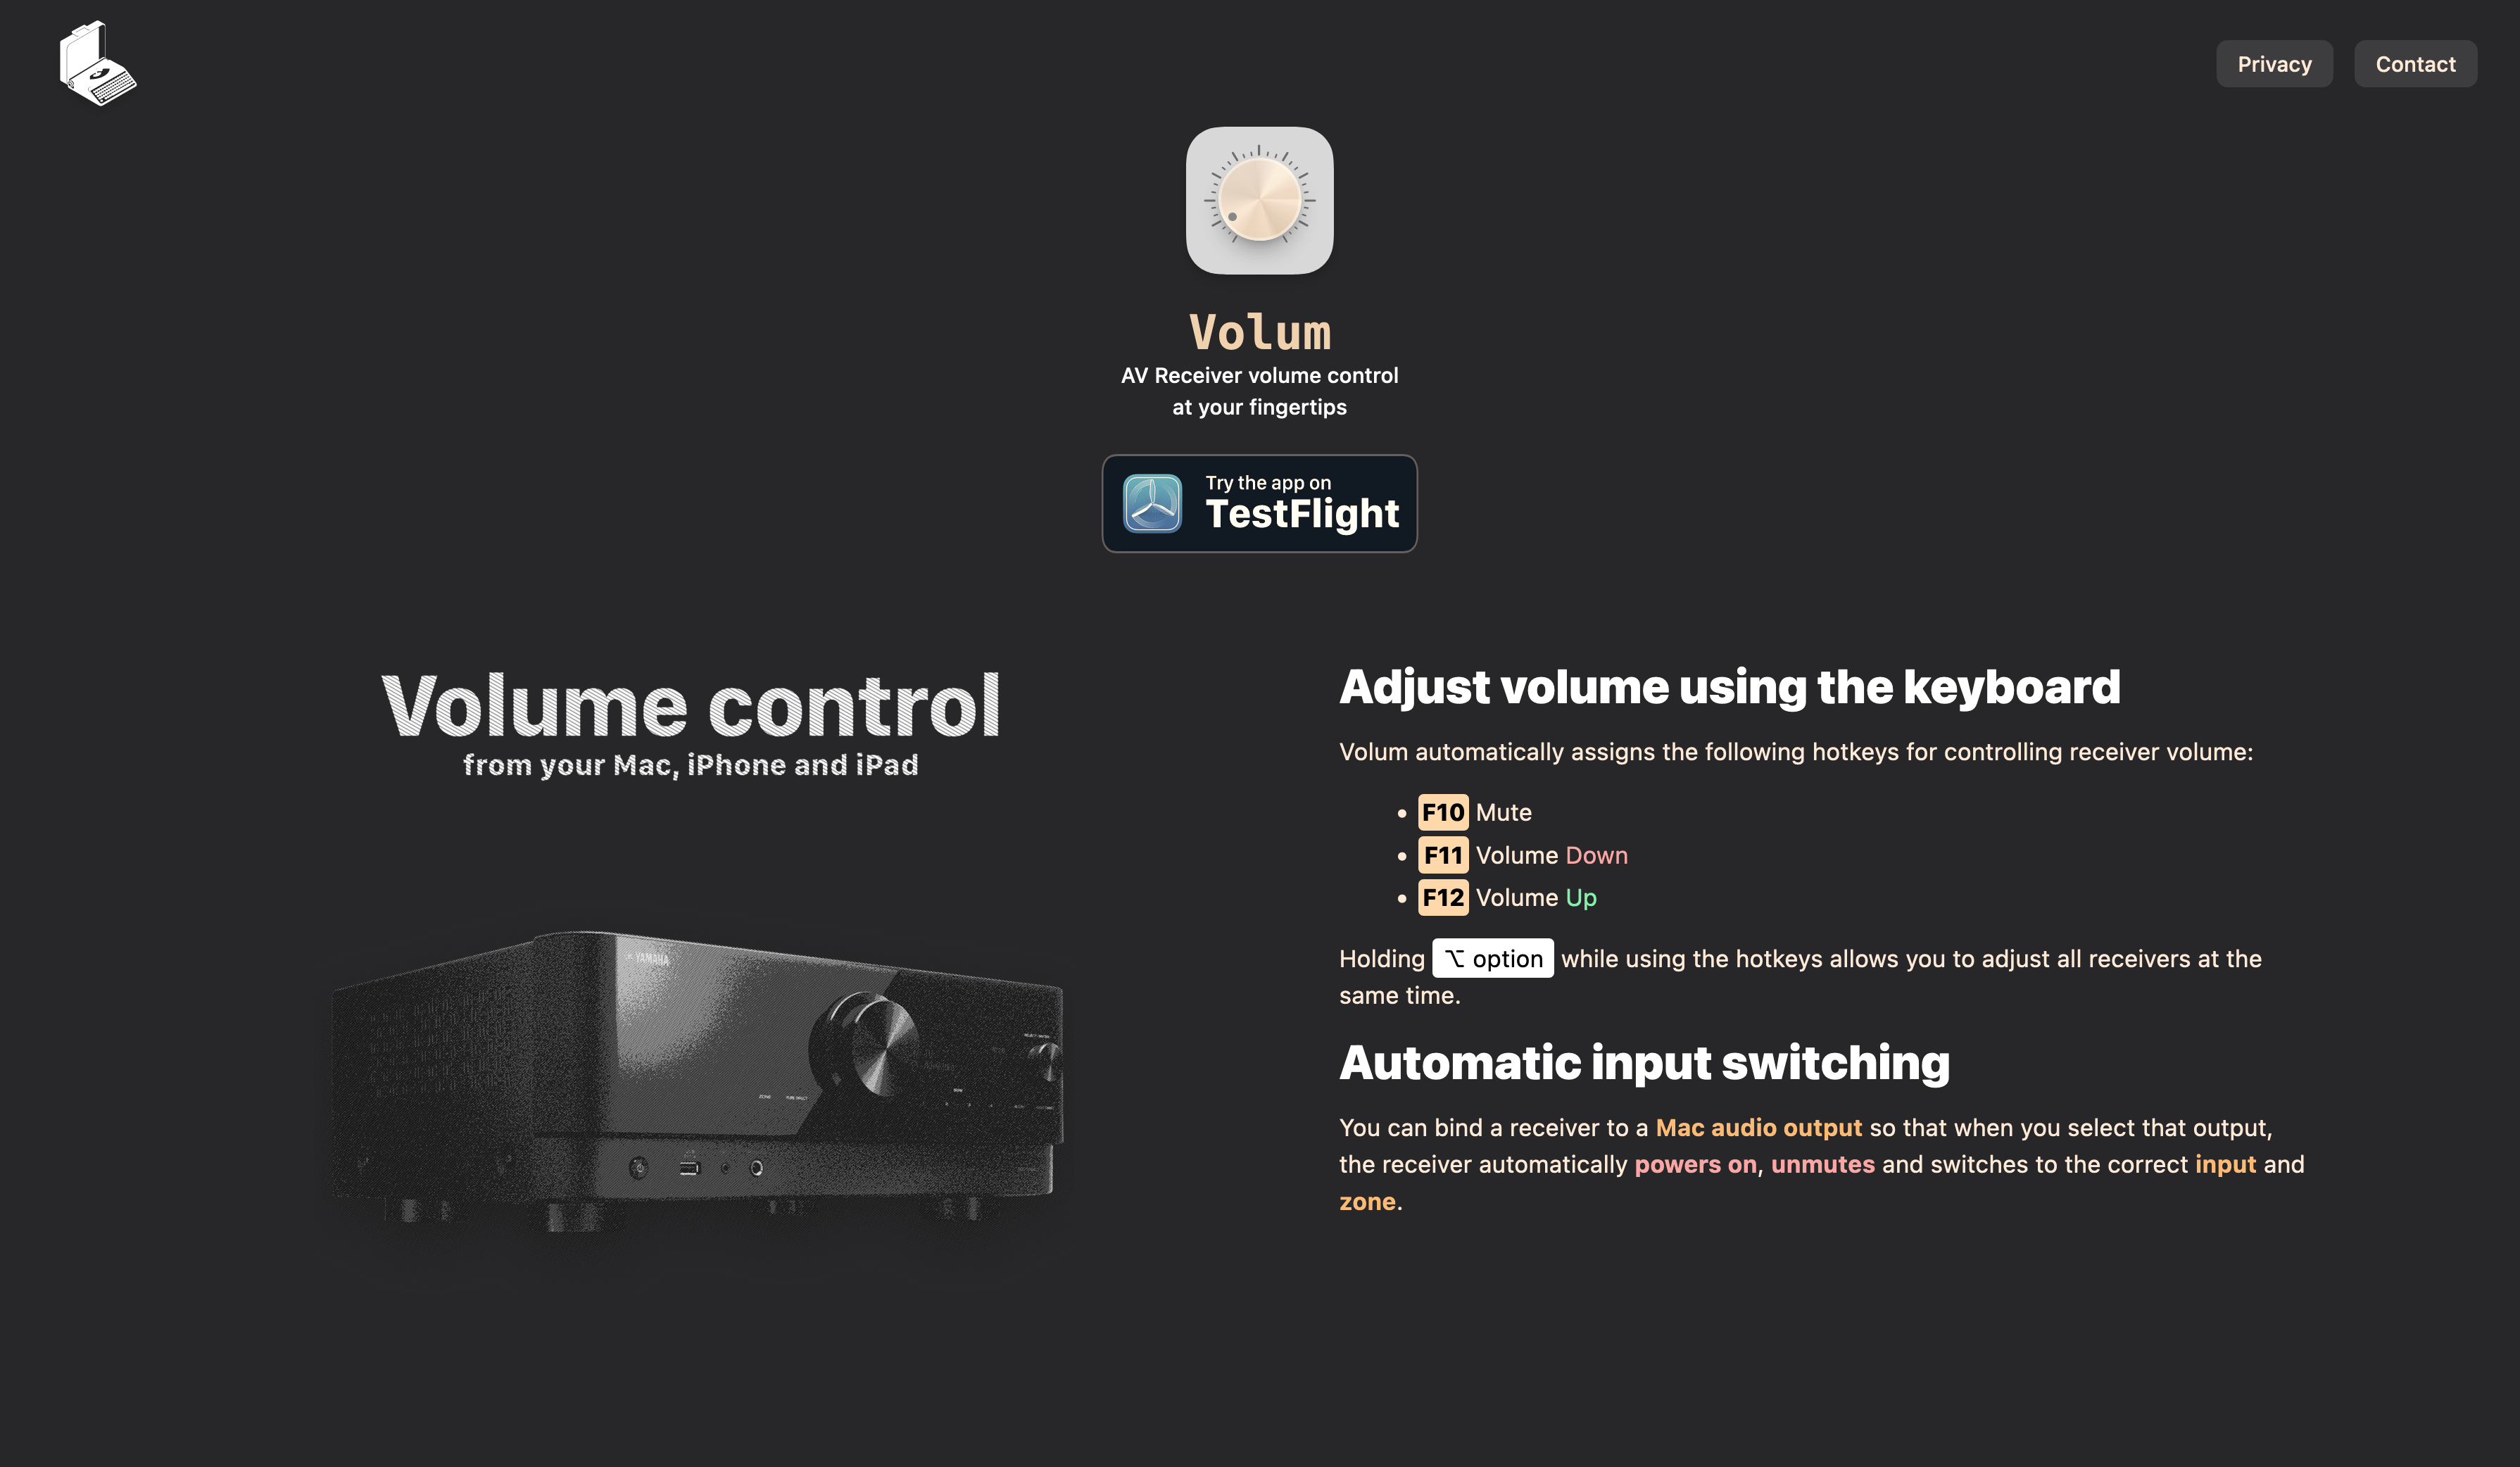 Privacy
Contact
Volum
AV Receiver volume control
at your fingertips
Try the app on
TestFlight
Volume control
from your Mac, iPhone and iPad
YAMAHA
ZONE
PURE DIRECT
Adjust volume using the keyboard
Volum automatically assigns the following hotkeys for controlling receiver volume:
• F10 Mute
• F11 Volume Down
• F12 Volume Up
Holding ⌥ option while using the hotkeys allows you to adjust all receivers at the
same time.
Automatic input switching
You can bind a receiver to a Mac audio output so that when you select that output,
the receiver automatically powers on, unmutes and switches to the correct input and
zone.